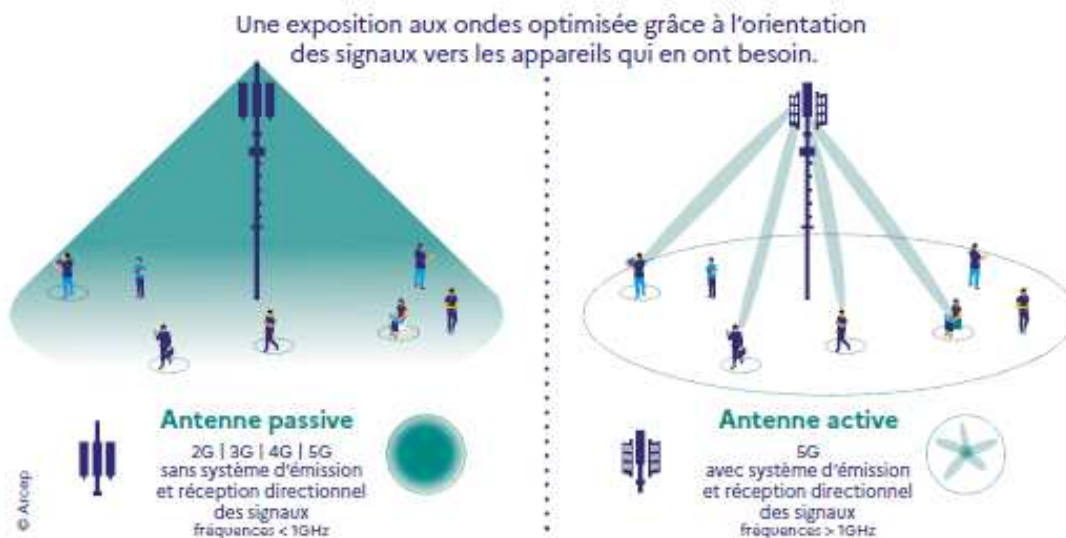 Une exposition aux ondes optimisée grâce à l'orientation
des signaux vers les appareils qui en ont besoin.
Antenne passive
2G | 3G | 4G | 5G
sans système d'émission
et réception directionnel
des signaux
fréquences < 1GHz
Antenne active
5G
avec système d'émission
et réception directionnel
des signaux
fréquences > 1GHz
© Arcep